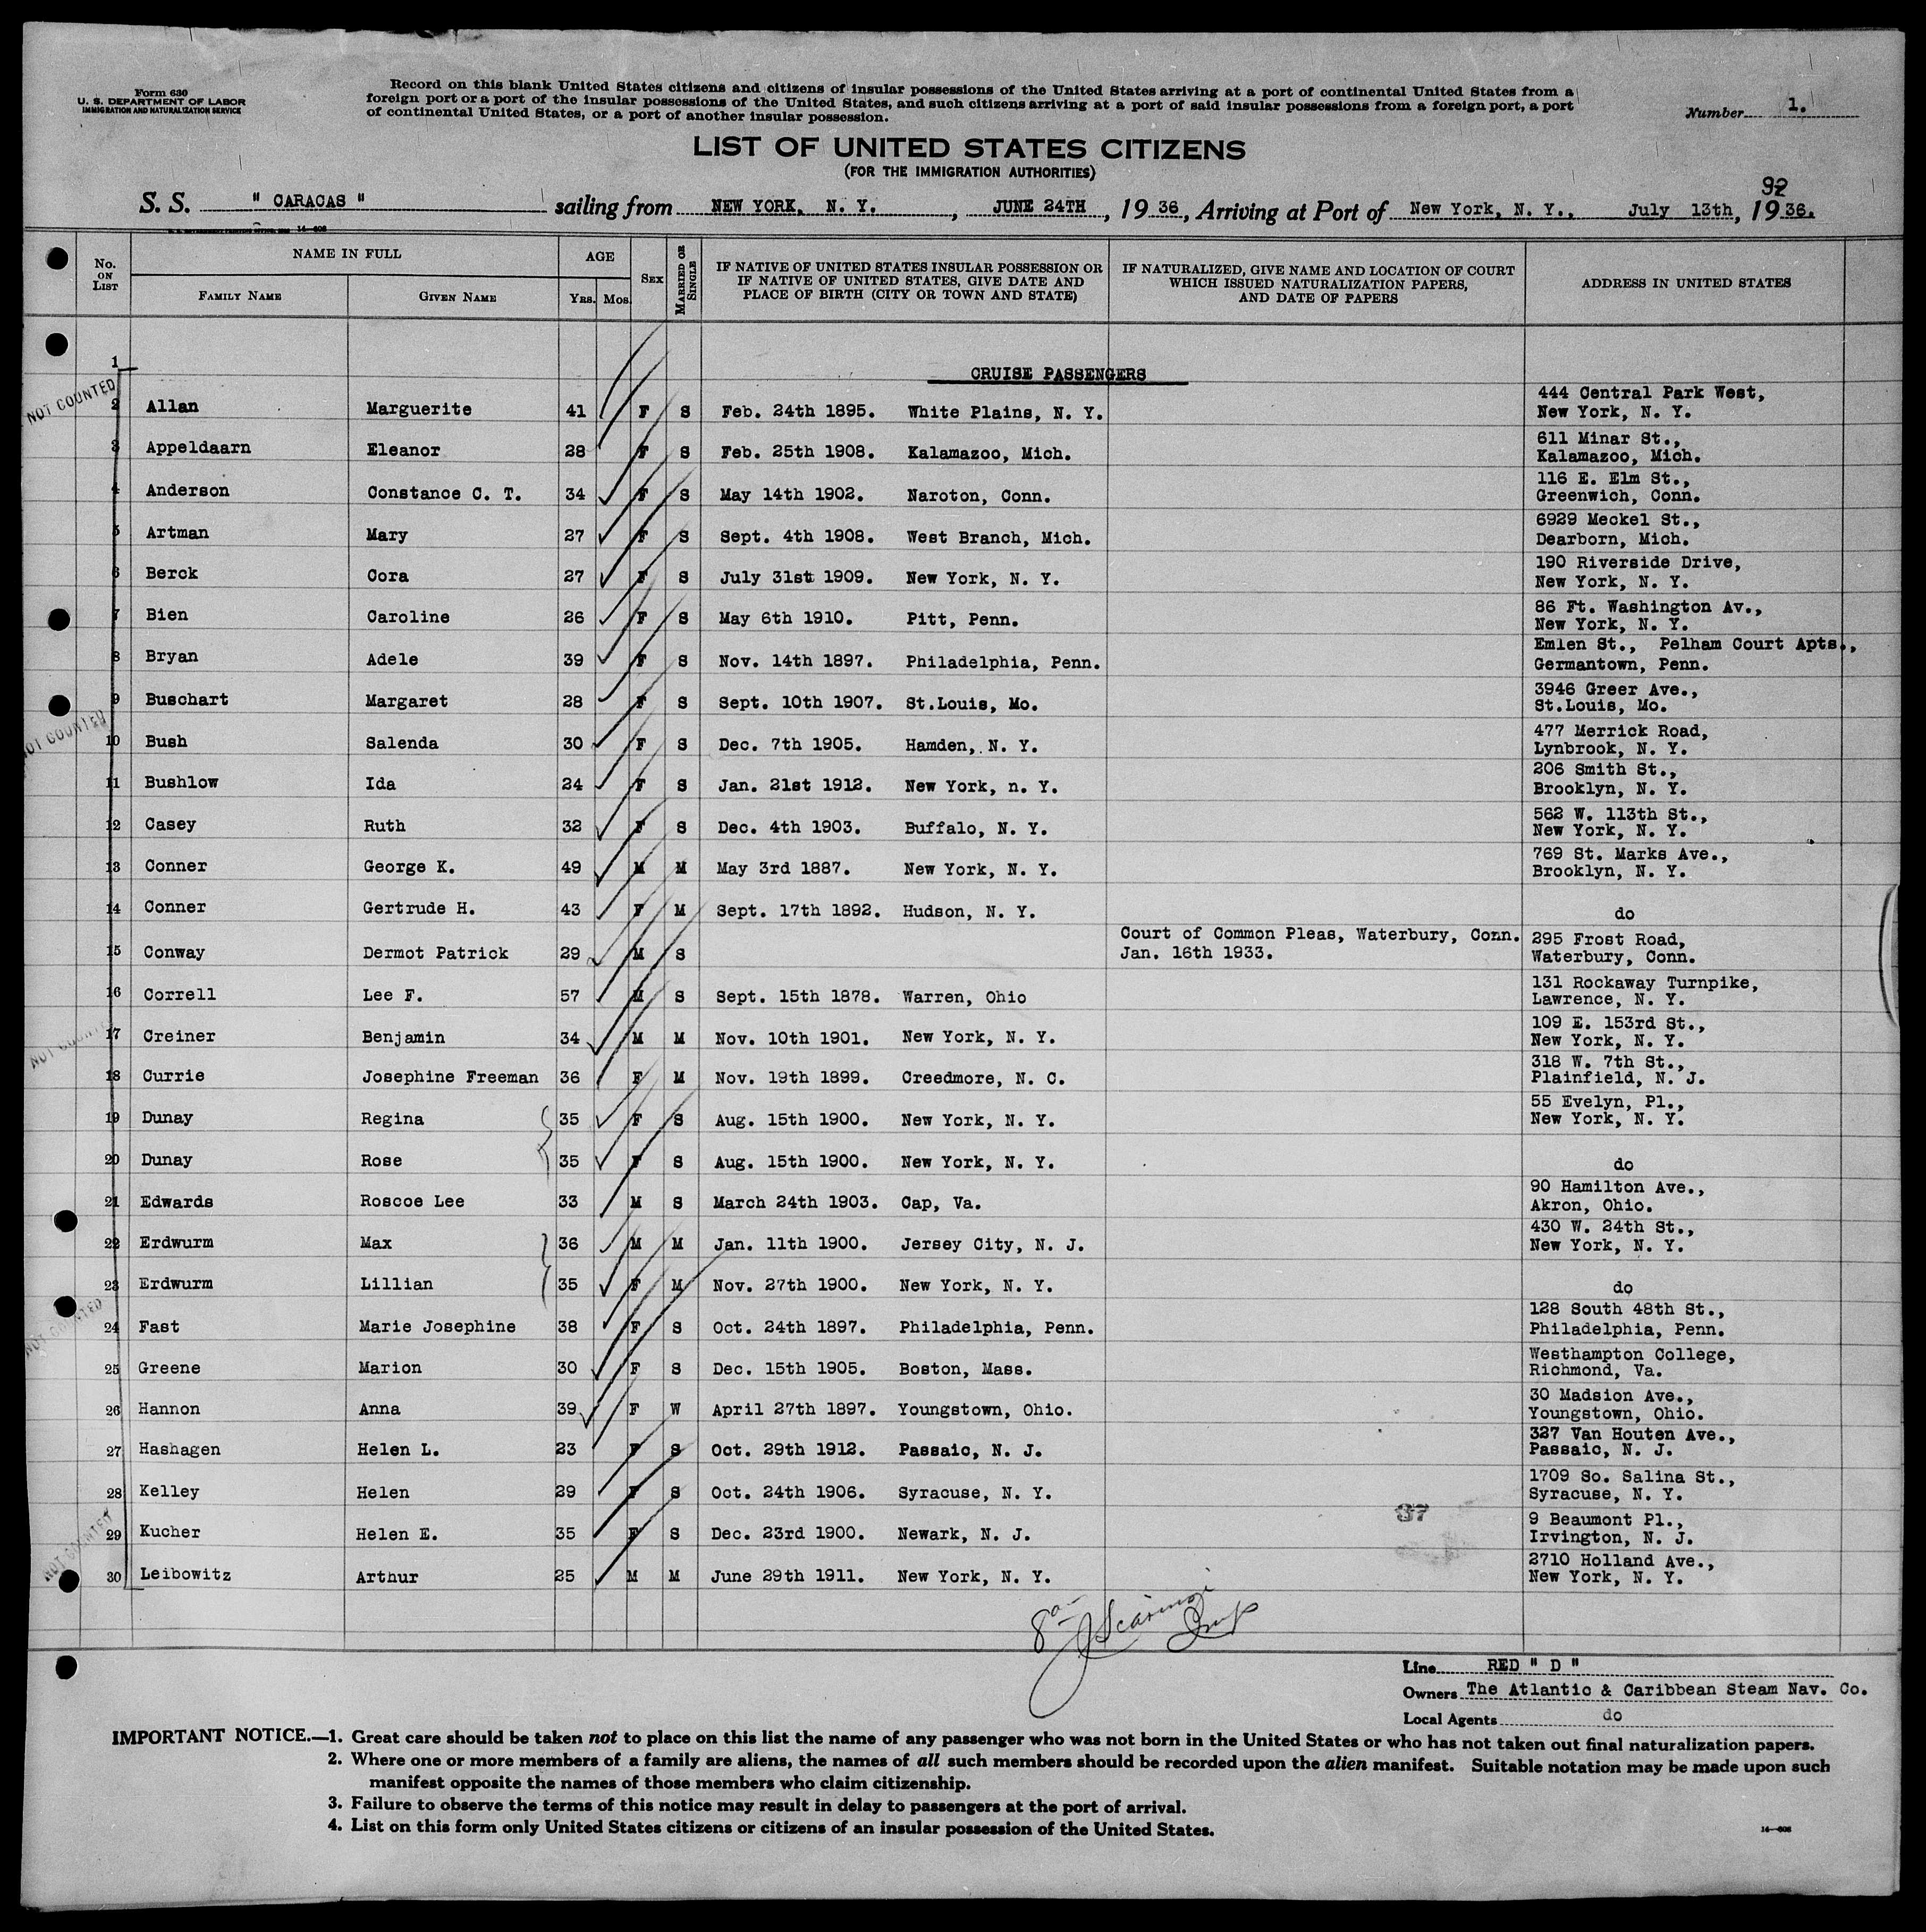 Form 630
U. S. DEPARTMENT OF LABOR
IMMIGRATION AND NATURALIZATION SERVICE
Record on this blank United States citizens and citizens of insular possessions of the United States arriving at a port of continental United States from a
foreign port or a port of the insular possessions of the United States, and such citizens arriving at a port of said insular possessions from a foreign port, a port
of continental United States, or a port of another insular possession.
Number 1.
LIST OF UNITED STATES CITIZENS
(FOR THE IMMIGRATION AUTHORITIES)
92
S. S. " CARACAS " sailing from NEW YORK, N. Y. , JUNE 24TH , 19 36, Arriving at Port of New York, N. Y., July 13th, 19 36.
14—608
No. ON LIST NAME IN FULL AGE SEX MARRIED OR SINGLE IF NATIVE OF UNITED STATES INSULAR POSSESSION OR IF NATIVE OF UNITED STATES, GIVE DATE AND PLACE OF BIRTH (CITY OR TOWN AND STATE) IF NATURALIZED, GIVE NAME AND LOCATION OF COURT WHICH ISSUED NATURALIZATION PAPERS, AND DATE OF PAPERS ADDRESS IN UNITED STATES
FAMILY NAME GIVEN NAME YRS. MOS.
1 CRUISE PASSENGERS
NOT COUNTED
2 Allan Marguerite 41 F S Feb. 24th 1895. White Plains, N. Y. 444 Central Park West, New York, N. Y.
3 Appeldaarn Eleanor 28 F S Feb. 25th 1908. Kalamazoo, Mich. 611 Minar St., Kalamazoo, Mich.
4 Anderson Constance C. T. 34 F S May 14th 1902. Naroton, Conn. 116 E. Elm St., Greenwich, Conn.
5 Artman Mary 27 F S Sept. 4th 1908. West Branch, Mich. 6929 Meckel St., Dearborn, Mich.
6 Berck Cora 27 F S July 31st 1909. New York, N. Y. 190 Riverside Drive, New York, N. Y.
7 Bien Caroline 26 F S May 6th 1910. Pitt, Penn. 86 Ft. Washington Av., New York, N. Y.
8 Bryan Adele 39 F S Nov. 14th 1897. Philadelphia, Penn. Emlen St., Pelham Court Apts., Germantown, Penn.
9 Buschart Margaret 28 F S Sept. 10th 1907. St.Louis, Mo. 3946 Greer Ave., St.Louis, Mo.
NOT COUNTED
10 Bush Salenda 30 F S Dec. 7th 1905. Hamden, N. Y. 477 Merrick Road, Lynbrook, N. Y.
11 Bushlow Ida 24 F S Jan. 21st 1912. New York, n. Y. 206 Smith St., Brooklyn, N. Y.
12 Casey Ruth 32 F S Dec. 4th 1903. Buffalo, N. Y. 562 W. 113th St., New York, N. Y.
13 Conner George K. 49 M M May 3rd 1887. New York, N. Y. 769 St. Marks Ave., Brooklyn, N. Y.
14 Conner Gertrude H. 43 F M Sept. 17th 1892. Hudson, N. Y. do
15 Conway Dermot Patrick 29 M S Court of Common Pleas, Waterbury, Conn. Jan. 16th 1933. 295 Frost Road, Waterbury, Conn.
16 Correll Lee F. 57 M S Sept. 15th 1878. Warren, Ohio 131 Rockaway Turnpike, Lawrence, N. Y.
NOT COUNTED
17 Creiner Benjamin 34 M M Nov. 10th 1901. New York, N. Y. 109 E. 153rd St., New York, N. Y.
18 Currie Josephine Freeman 36 F M Nov. 19th 1899. Creedmore, N. C. 318 W. 7th St., Plainfield, N. J.
19 Dunay Regina 35 F S Aug. 15th 1900. New York, N. Y. 55 Evelyn, Pl., New York, N. Y.
20 Dunay Rose 35 F S Aug. 15th 1900. New York, N. Y. do
21 Edwards Roscoe Lee 33 M S March 24th 1903. Cap, Va. 90 Hamilton Ave., Akron, Ohio.
22 Erdwurm Max 36 M M Jan. 11th 1900. Jersey City, N. J. 430 W. 24th St., New York, N. Y.
23 Erdwurm Lillian 35 F M Nov. 27th 1900. New York, N. Y. do
NOT COUNTED
24 Fast Marie Josephine 38 F S Oct. 24th 1897. Philadelphia, Penn. 128 South 48th St., Philadelphia, Penn.
25 Greene Marion 30 F S Dec. 15th 1905. Boston, Mass. Westhampton College, Richmond, Va.
26 Hannon Anna 39 F W April 27th 1897. Youngstown, Ohio. 30 Madsion Ave., Youngstown, Ohio.
27 Hashagen Helen L. 23 F S Oct. 29th 1912. Passaic, N. J. 327 Van Houten Ave., Passaic, N. J.
28 Kelley Helen 29 F S Oct. 24th 1906. Syracuse, N. Y. 1709 So. Salina St., Syracuse, N. Y.
37
29 Kucher Helen E. 35 F S Dec. 23rd 1900. Newark, N. J. 9 Beaumont Pl., Irvington, N. J.
NOT COUNTED
30 Leibowitz Arthur 25 M M June 29th 1911. New York, N. Y. 2710 Holland Ave., New York, N. Y.
Line RED " D "
Owners The Atlantic & Caribbean Steam Nav. Co.
Local Agents do
IMPORTANT NOTICE.—1. Great care should be taken not to place on this list the name of any passenger who was not born in the United States or who has not taken out final naturalization papers.
2. Where one or more members of a family are aliens, the names of all such members should be recorded upon the alien manifest. Suitable notation may be made upon such
manifest opposite the names of those members who claim citizenship.
3. Failure to observe the terms of this notice may result in delay to passengers at the port of arrival.
4. List on this form only United States citizens or citizens of an insular possession of the United States.
14—608